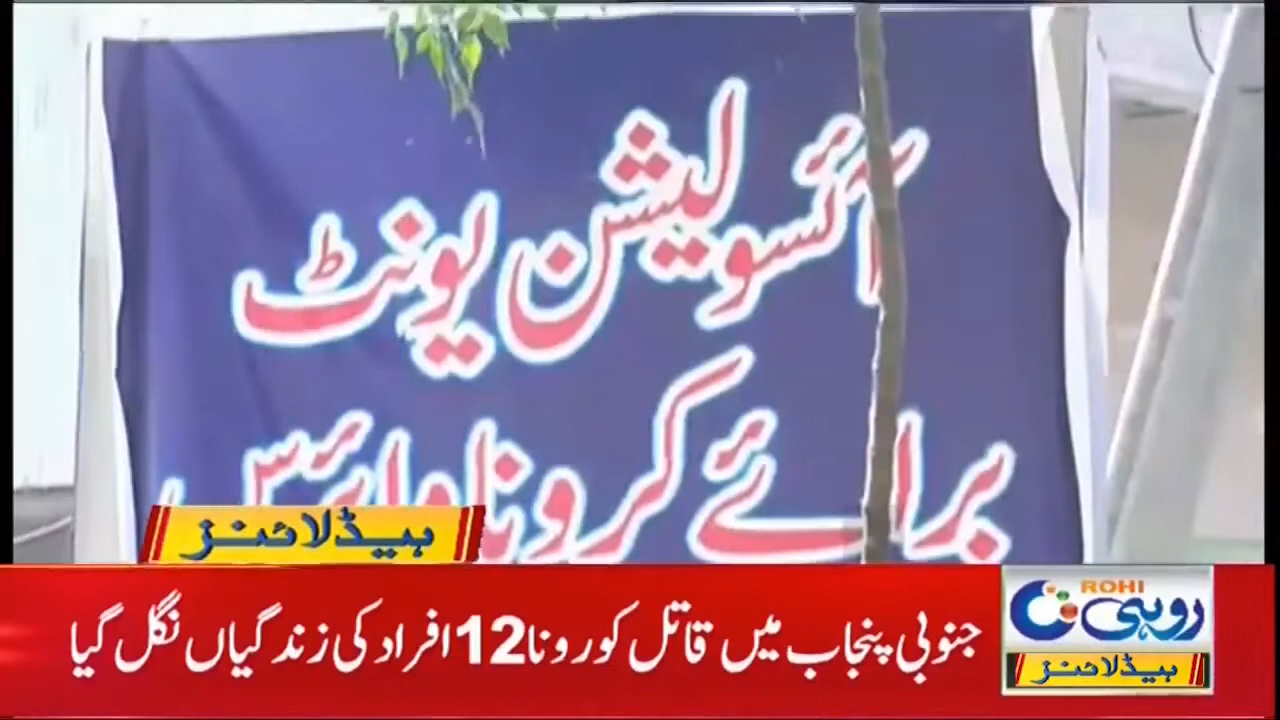 آئسولیشن یونٹ
برائے کرونا وائرس
ہیڈلائنز
جنوبی پنجاب میں قاتل کورونا 12 افراد کی زندگیاں نگل گیا
ROHI
روہی
ہیڈلائنز